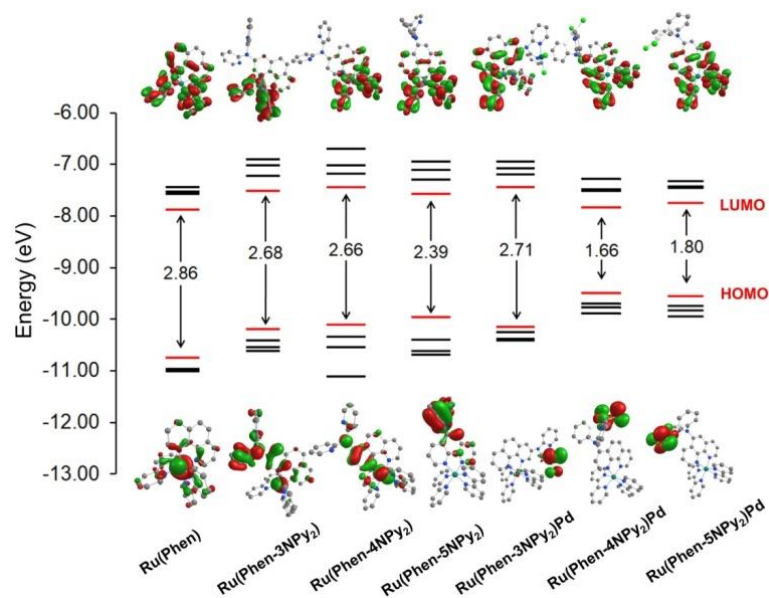 -6.00
-7.00
-8.00
-9.00
-10.00
-11.00
-12.00
-13.00
Energy (eV)
2.86
2.68
2.66
2.39
2.71
1.66
1.80
LUMO
HOMO
Ru(Phen)
Ru(Phen-3NPy₂)
Ru(Phen-4NPy₂)
Ru(Phen-5NPy₂)
Ru(Phen-3NPy₂)Pd
Ru(Phen-4NPy₂)Pd
Ru(Phen-5NPy₂)Pd